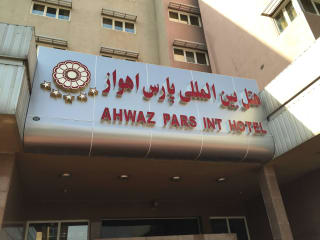 هتل بین المللی پارس اهواز
AHWAZ PARS INT HOTEL